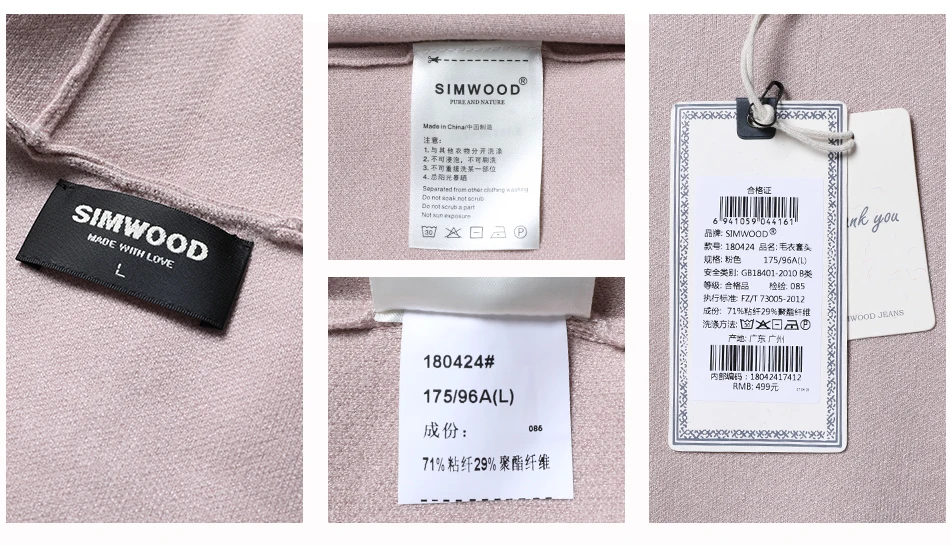 SIMWOOD
MADE WITH LOVE
L
SIMWOOD®
PURE AND NATURE
Made in China/中国制造
注意：
1. 与其他衣物分开洗涤
2. 不可浸泡，不可刷洗
3. 不可重搓洗某一部位
4. 忌阳光暴晒
Separated from other clothing washing
Do not soak,not scrub
Do not scrub a part
Not sun exposure
30
P
180424#
175/96A(L)
成份：
086
71%粘纤29%聚酯纤维
合格证
6 941059 044161
品牌: SIMWOOD®
款号: 180424 品名: 毛衣套头
规格: 粉色 175/96A(L)
安全类别: GB18401-2010 B类
等级: 合格品 检验: 085
执行标准: FZ/T 73005-2012
成份: 71%粘纤29%聚酯纤维
洗涤方法:
产地: 广东 广州
内部编码: 18042417412
RMB: 499元
you
JEANS